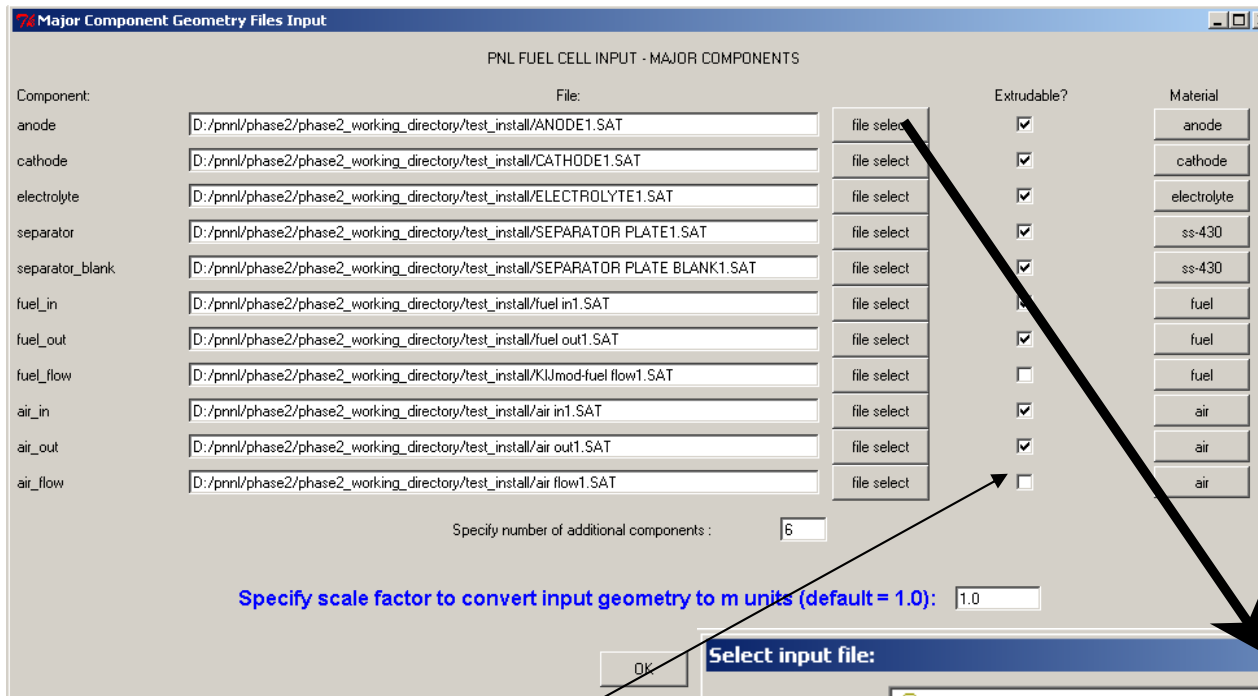 Major Component Geometry Files Input
PNL FUEL CELL INPUT - MAJOR COMPONENTS
Component: File: Extrudable? Material
anode D:/pnnl/phase2/phase2_working_directory/test_install/ANODE1.SAT file select anode
cathode D:/pnnl/phase2/phase2_working_directory/test_install/CATHODE1.SAT file select cathode
electrolyte D:/pnnl/phase2/phase2_working_directory/test_install/ELECTROLYTE1.SAT file select electrolyte
separator D:/pnnl/phase2/phase2_working_directory/test_install/SEPARATOR PLATE1.SAT file select ss-430
separator_blank D:/pnnl/phase2/phase2_working_directory/test_install/SEPARATOR PLATE BLANK1.SAT file select ss-430
fuel_in D:/pnnl/phase2/phase2_working_directory/test_install/fuel in1.SAT file select fuel
fuel_out D:/pnnl/phase2/phase2_working_directory/test_install/fuel out1.SAT file select fuel
fuel_flow D:/pnnl/phase2/phase2_working_directory/test_install/KIJmod-fuel flow1.SAT file select fuel
air_in D:/pnnl/phase2/phase2_working_directory/test_install/air in1.SAT file select air
air_out D:/pnnl/phase2/phase2_working_directory/test_install/air out1.SAT file select air
air_flow D:/pnnl/phase2/phase2_working_directory/test_install/air flow1.SAT file select air
Specify number of additional components : 6
Specify scale factor to convert input geometry to m units (default = 1.0): 1.0
OK
Select input file: